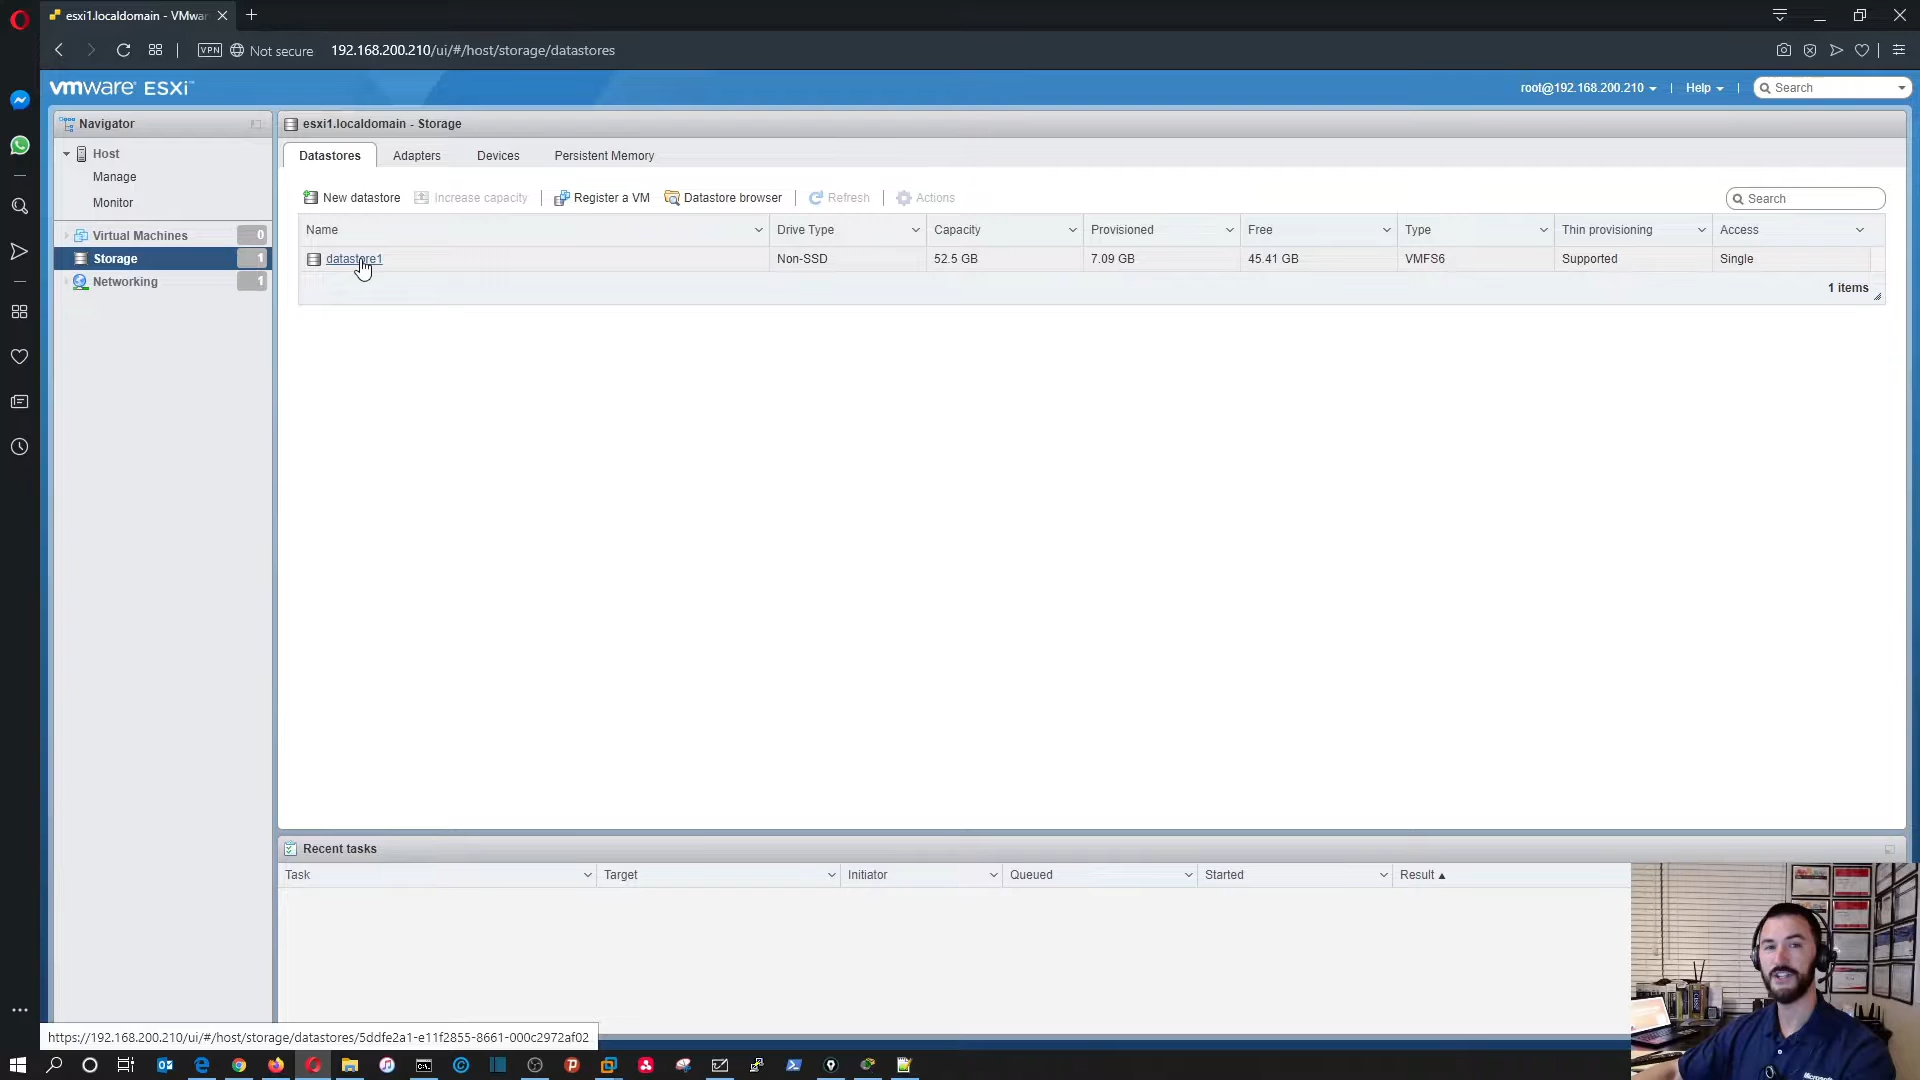 esxi1.localdomain - VMwar
VPN
Not secure
192.168.200.210/ui/#/host/storage/datastores
vmware ESXi™
root@192.168.200.210
Help
Search
Navigator
Host
Manage
Monitor
Virtual Machines 0
Storage 1
Networking 1
esxi1.localdomain - Storage
Datastores Adapters Devices Persistent Memory
New datastore Increase capacity Register a VM Datastore browser Refresh Actions Search
Name Drive Type Capacity Provisioned Free Type Thin provisioning Access
datastore1 Non-SSD 52.5 GB 7.09 GB 45.41 GB VMFS6 Supported Single
1 items
Recent tasks
Task Target Initiator Queued Started Result
https://192.168.200.210/ui/#/host/storage/datastores/5ddfe2a1-e11f2855-8661-000c2972af02
Microsoft